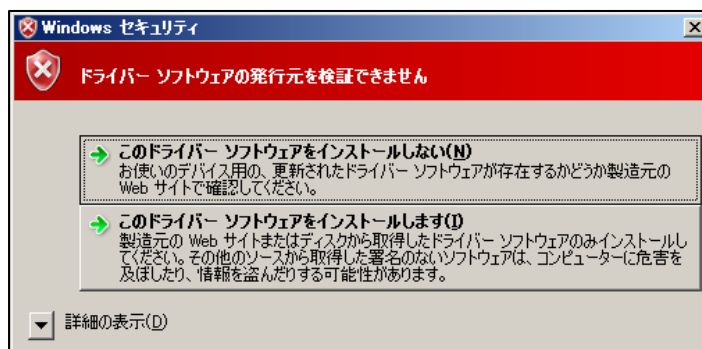 Windows セキュリティ
ドライバー ソフトウェアの発行元を検証できません
このドライバー ソフトウェアをインストールしない(N)
お使いのデバイス用の、更新されたドライバー ソフトウェアが存在するかどうか製造元の
Web サイトで確認してください。
このドライバー ソフトウェアをインストールします(I)
製造元の Web サイトまたはディスクから取得したドライバー ソフトウェアのみインストールし
てください。その他のソースから取得した署名のないソフトウェアは、コンピューターに危害を
及ぼしたり、情報を盗んだりする可能性があります。
詳細の表示(D)